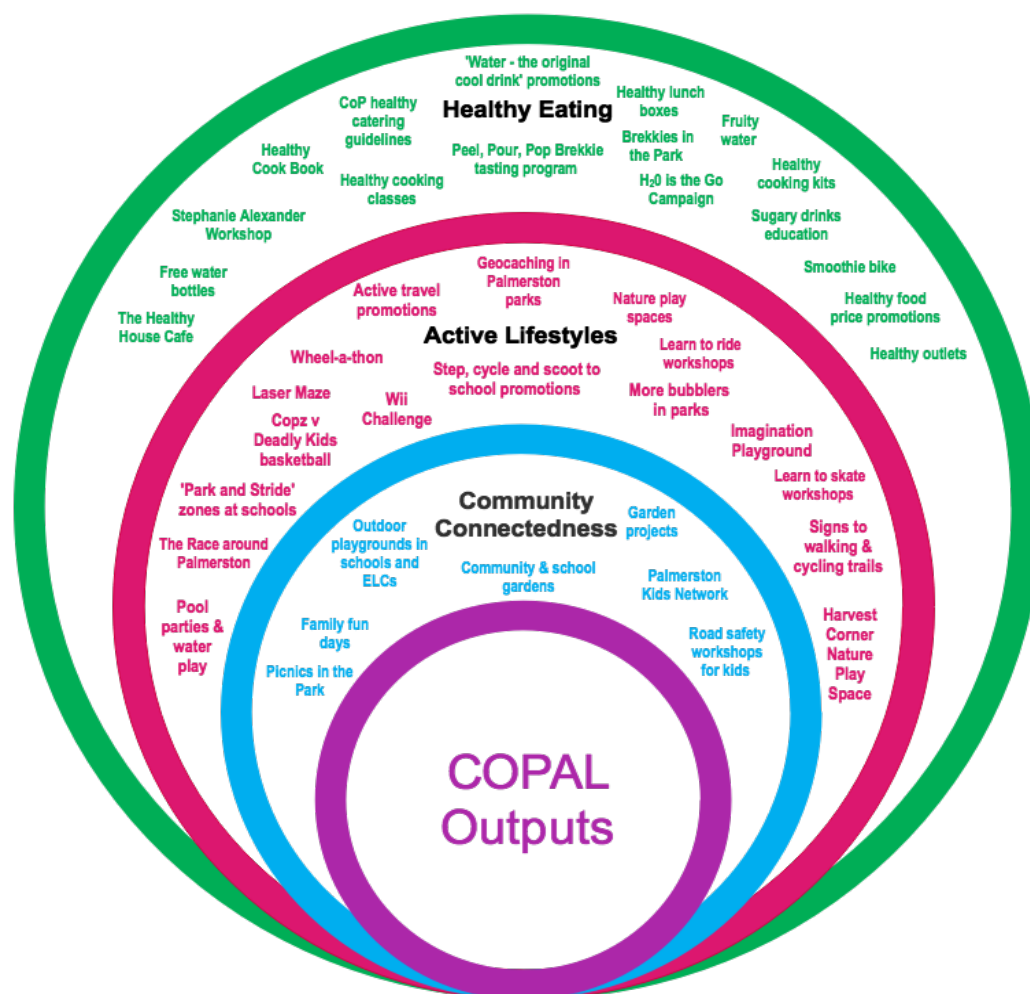 'Water - the original
cool drink' promotions
Healthy Eating
CoP healthy
catering
guidelines
Healthy lunch
boxes
Fruity
water
Healthy
Cook Book
Peel, Pour, Pop Brekkie
tasting program
Brekkies in
the Park
Healthy
cooking kits
Healthy cooking
classes
H20 is the Go
Campaign
Stephanie Alexander
Workshop
Sugary drinks
education
Free water
bottles
Smoothie bike
The Healthy
House Cafe
Healthy food
price promotions
Healthy outlets
Geocaching in
Palmerston
parks
Active travel
promotions
Nature play
spaces
Active Lifestyles
Wheel-a-thon
Step, cycle and scoot to
school promotions
Learn to ride
workshops
Laser Maze
Wii
Challenge
More bubblers
in parks
Copz v
Deadly Kids
basketball
Imagination
Playground
'Park and Stride'
zones at schools
Learn to skate
workshops
The Race around
Palmerston
Signs to
walking &
cycling trails
Pool
parties &
water
play
Harvest
Corner
Nature
Play
Space
Community
Connectedness
Outdoor
playgrounds in
schools and
ELCs
Garden
projects
Community & school
gardens
Palmerston
Kids Network
Family fun
days
Road safety
workshops
for kids
Picnics in the
Park
COPAL
Outputs